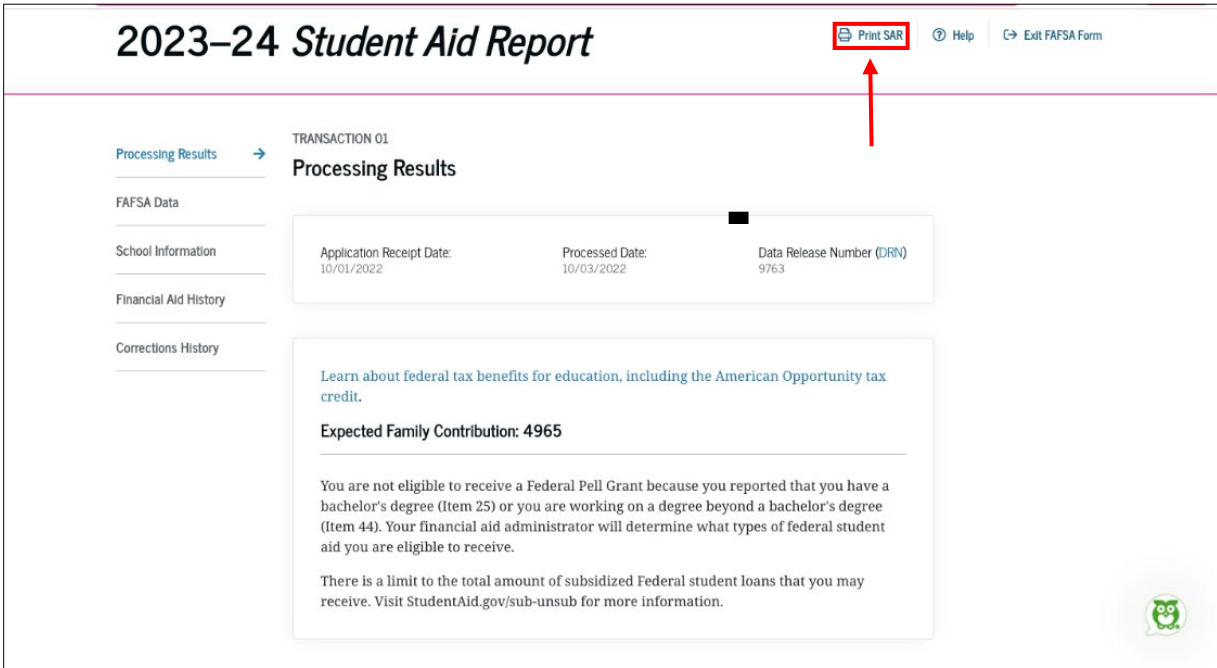 2023–24 Student Aid Report
Print SAR
Help
Exit FAFSA Form
Processing Results
FAFSA Data
School Information
Financial Aid History
Corrections History
TRANSACTION 01
Processing Results
Application Receipt Date:
10/01/2022
Processed Date:
10/03/2022
Data Release Number (DRN)
9763
Learn about federal tax benefits for education, including the American Opportunity tax
credit.
Expected Family Contribution: 4965
You are not eligible to receive a Federal Pell Grant because you reported that you have a
bachelor's degree (Item 25) or you are working on a degree beyond a bachelor's degree
(Item 44). Your financial aid administrator will determine what types of federal student
aid you are eligible to receive.
There is a limit to the total amount of subsidized Federal student loans that you may
receive. Visit StudentAid.gov/sub-unsub for more information.